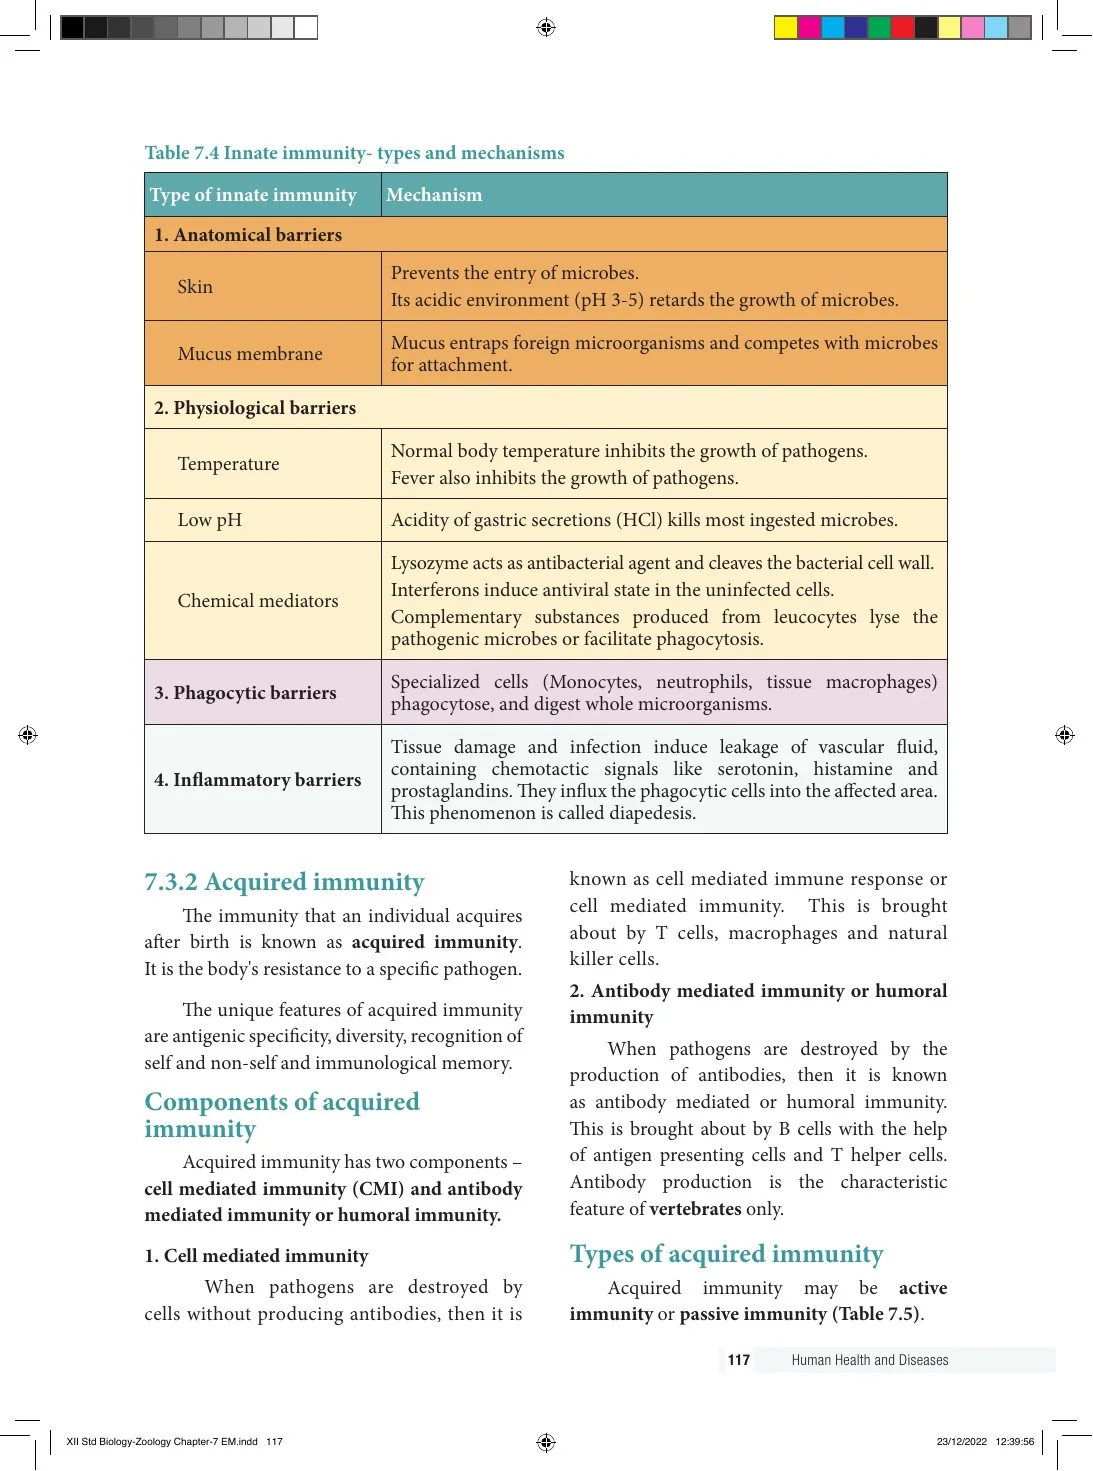 Table 7.4 Innate immunity- types and mechanisms
Type of innate immunity Mechanism
1. Anatomical barriers
Skin
Prevents the entry of microbes.
Its acidic environment (pH 3-5) retards the growth of microbes.
Mucus membrane
Mucus entraps foreign microorganisms and competes with microbes
for attachment.
2. Physiological barriers
Temperature
Normal body temperature inhibits the growth of pathogens.
Fever also inhibits the growth of pathogens.
Low pH
Acidity of gastric secretions (HCl) kills most ingested microbes.
Chemical mediators
Lysozyme acts as antibacterial agent and cleaves the bacterial cell wall.
Interferons induce antiviral state in the uninfected cells.
Complementary substances produced from leucocytes lyse the
pathogenic microbes or facilitate phagocytosis.
3. Phagocytic barriers
Specialized cells (Monocytes, neutrophils, tissue macrophages)
phagocytose, and digest whole microorganisms.
4. Inflammatory barriers
Tissue damage and infection induce leakage of vascular fluid,
containing chemotactic signals like serotonin, histamine and
prostaglandins. They influx the phagocytic cells into the affected area.
This phenomenon is called diapedesis.
7.3.2 Acquired immunity
The immunity that an individual acquires
after birth is known as acquired immunity.
It is the body's resistance to a specific pathogen.
The unique features of acquired immunity
are antigenic specificity, diversity, recognition of
self and non-self and immunological memory.
Components of acquired
immunity
Acquired immunity has two components –
cell mediated immunity (CMI) and antibody
mediated immunity or humoral immunity.
1. Cell mediated immunity
When pathogens are destroyed by
cells without producing antibodies, then it is
known as cell mediated immune response or
cell mediated immunity. This is brought
about by T cells, macrophages and natural
killer cells.
2. Antibody mediated immunity or humoral
immunity
When pathogens are destroyed by the
production of antibodies, then it is known
as antibody mediated or humoral immunity.
This is brought about by B cells with the help
of antigen presenting cells and T helper cells.
Antibody production is the characteristic
feature of vertebrates only.
Types of acquired immunity
Acquired immunity may be active
immunity or passive immunity (Table 7.5).
117 Human Health and Diseases
XII Std Biology-Zoology Chapter-7 EM.indd 117 23/12/2022 12:39:56